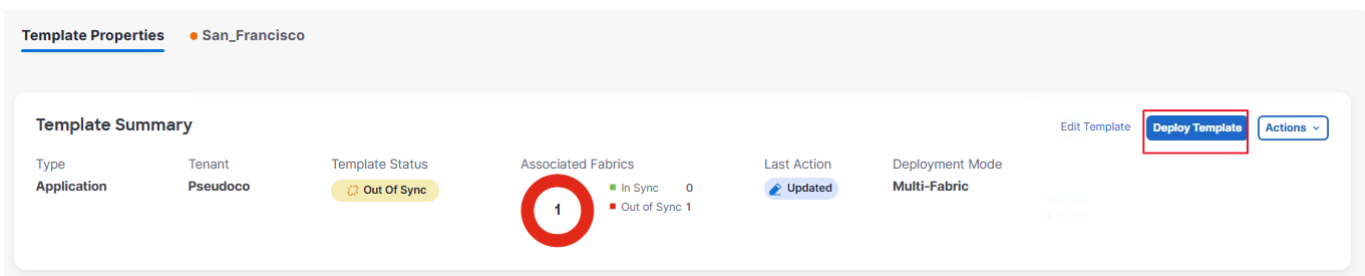 Template Properties San_Francisco
Template Summary
Edit Template Deploy Template Actions
Type Tenant Template Status Associated Fabrics Last Action Deployment Mode
Application Pseudoco Out Of Sync 1 In Sync 0 Updated Multi-Fabric
Out of Sync 1